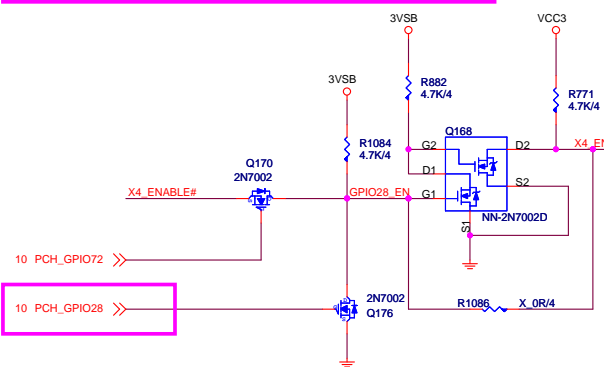 3VSB
VCC3
R882
4.7K/4
R771
4.7K/4
3VSB
Q168
R1084
4.7K/4
G2
D2
X4_EN
Q170
2N7002
D1
X4_ENABLE#
GPIO28_EN
G1
S2
NN-2N7002D
S1
10 PCH_GPIO72
10 PCH_GPIO28
2N7002
Q176
R1086
X_0R/4